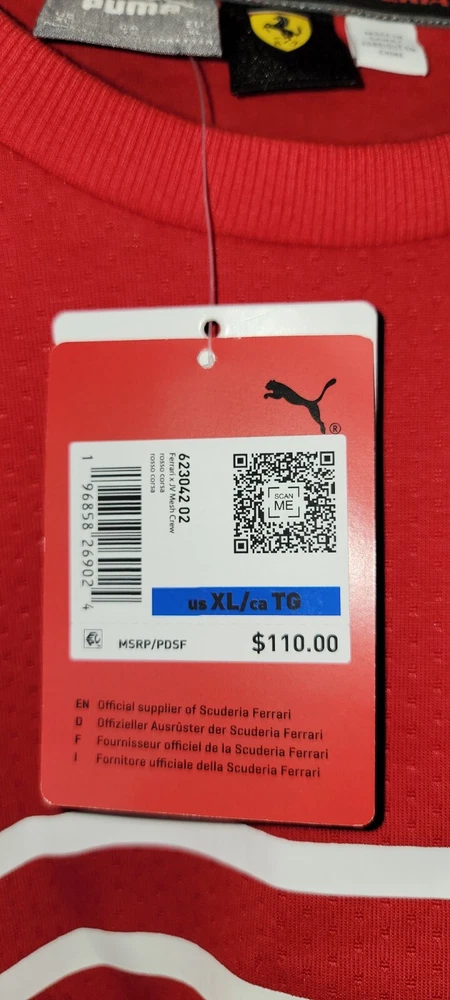 PUMA
623042 02
Ferrari x JV Mesh Crew
rosso corsa
rosso corsa
1 96858 26902 4
SCAN
ME
us XL/ca TG
MSRP/PDSF
$110.00
EN Official supplier of Scuderia Ferrari
D Offizieller Ausrüster der Scuderia Ferrari
F Fournisseur officiel de la Scuderia Ferrari
I Fornitore ufficiale della Scuderia Ferrari